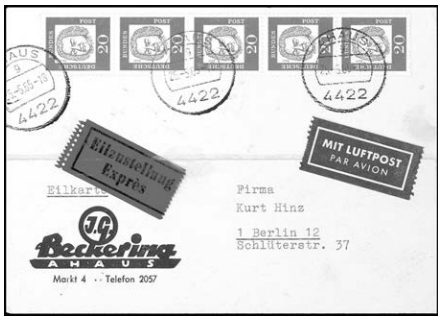 DEUTSCHE BUNDESPOST 20
DEUTSCHE BUNDESPOST 20
DEUTSCHE BUNDESPOST 20
DEUTSCHE BUNDESPOST 20
DEUTSCHE BUNDESPOST 20
AHAUS
4422
4422
4422
Eilzustellung
Exprès
MIT LUFTPOST
PAR AVION
Eilkarte
Firma
Kurt Hinz
1 Berlin 12
Schlüterstr. 37
J.G.
Beckering
AHAUS
Markt 4 · · Telefon 2057